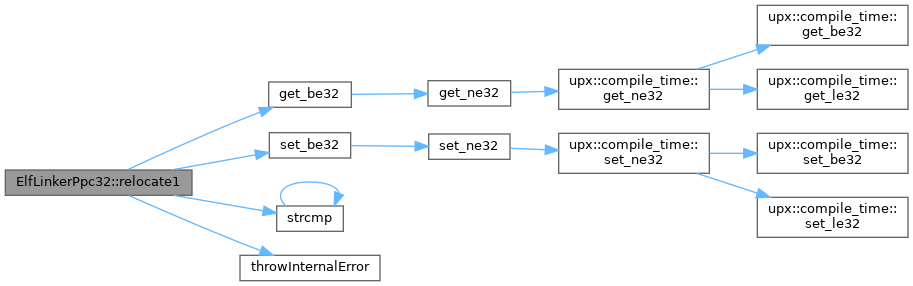 ElfLinkerPpc32::relocate1
get_be32
get_ne32
upx::compile_time::
get_ne32
upx::compile_time::
get_be32
upx::compile_time::
get_le32
set_be32
set_ne32
upx::compile_time::
set_ne32
upx::compile_time::
set_be32
upx::compile_time::
set_le32
strcmp
throwInternalError